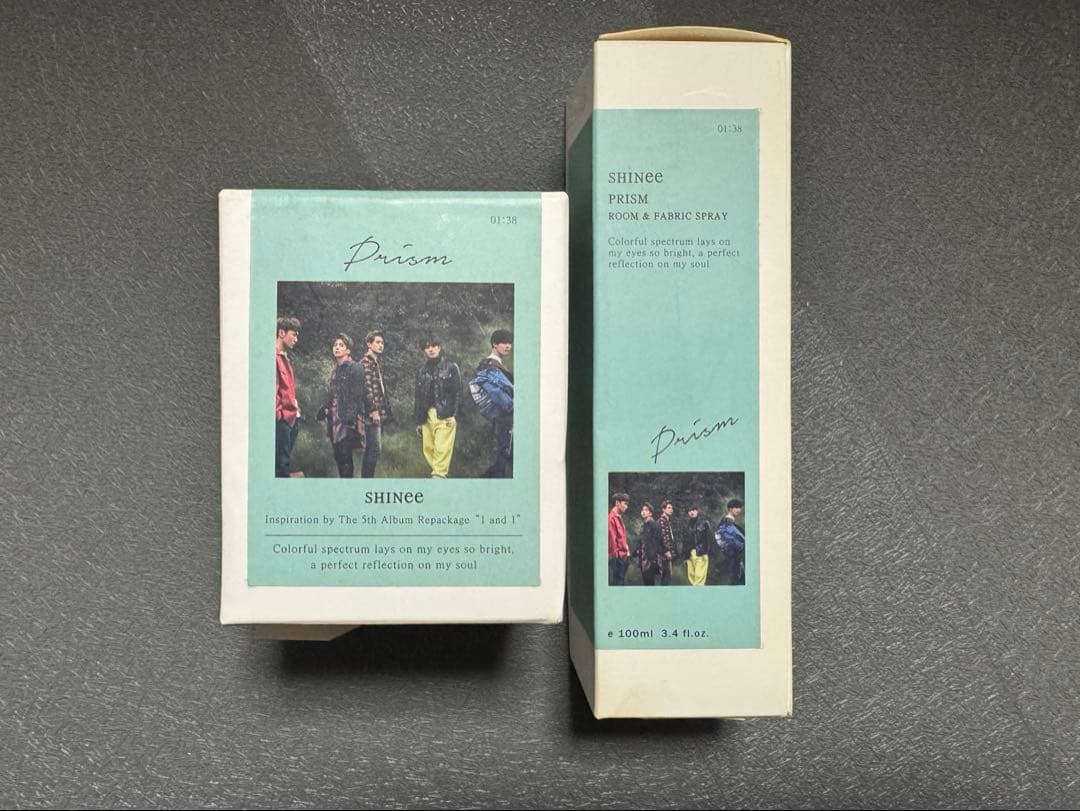 01:38
Prism
SHINee
Inspiration by The 5th Album Repackage "1 and 1"
Colorful spectrum lays on my eyes so bright,
a perfect reflection on my soul
01:38
SHINee
PRISM
ROOM & FABRIC SPRAY
Colorful spectrum lays on
my eyes so bright, a perfect
reflection on my soul
Prism
e 100ml 3.4 fl.oz.